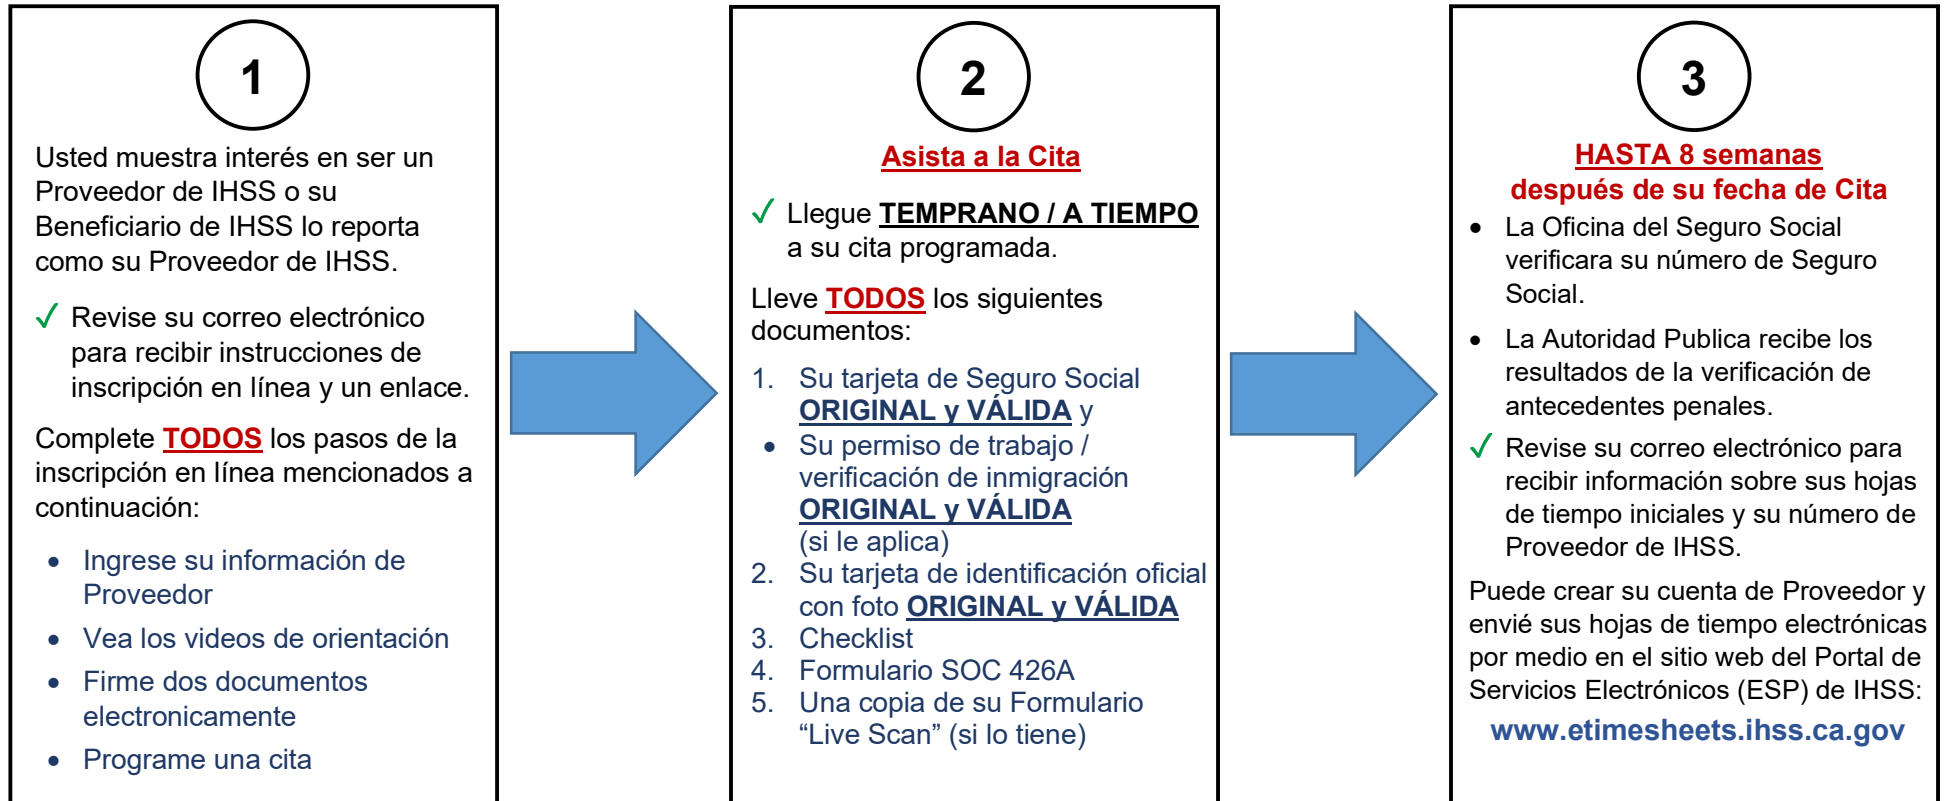 1
Usted muestra interés en ser un
Proveedor de IHSS o su
Beneficiario de IHSS lo reporta
como su Proveedor de IHSS.
✓ Revise su correo electrónico
para recibir instrucciones de
inscripción en línea y un enlace.
Complete TODOS los pasos de la
inscripción en línea mencionados a
continuación:
• Ingrese su información de
Proveedor
• Vea los videos de orientación
• Firme dos documentos
electronicamente
• Programe una cita
2
Asista a la Cita
✓ Llegue TEMPRANO / A TIEMPO
a su cita programada.
Lleve TODOS los siguientes
documentos:
1. Su tarjeta de Seguro Social
ORIGINAL y VÁLIDA y
• Su permiso de trabajo /
verificación de inmigración
ORIGINAL y VÁLIDA
(si le aplica)
2. Su tarjeta de identificación oficial
con foto ORIGINAL y VÁLIDA
3. Checklist
4. Formulario SOC 426A
5. Una copia de su Formulario
“Live Scan” (si lo tiene)
3
HASTA 8 semanas
después de su fecha de Cita
• La Oficina del Seguro Social
verificara su número de Seguro
Social.
• La Autoridad Publica recibe los
resultados de la verificación de
antecedentes penales.
✓ Revise su correo electrónico para
recibir información sobre sus hojas
de tiempo iniciales y su número de
Proveedor de IHSS.
Puede crear su cuenta de Proveedor y
envié sus hojas de tiempo electrónicas
por medio en el sitio web del Portal de
Servicios Electrónicos (ESP) de IHSS:
www.etimesheets.ihss.ca.gov